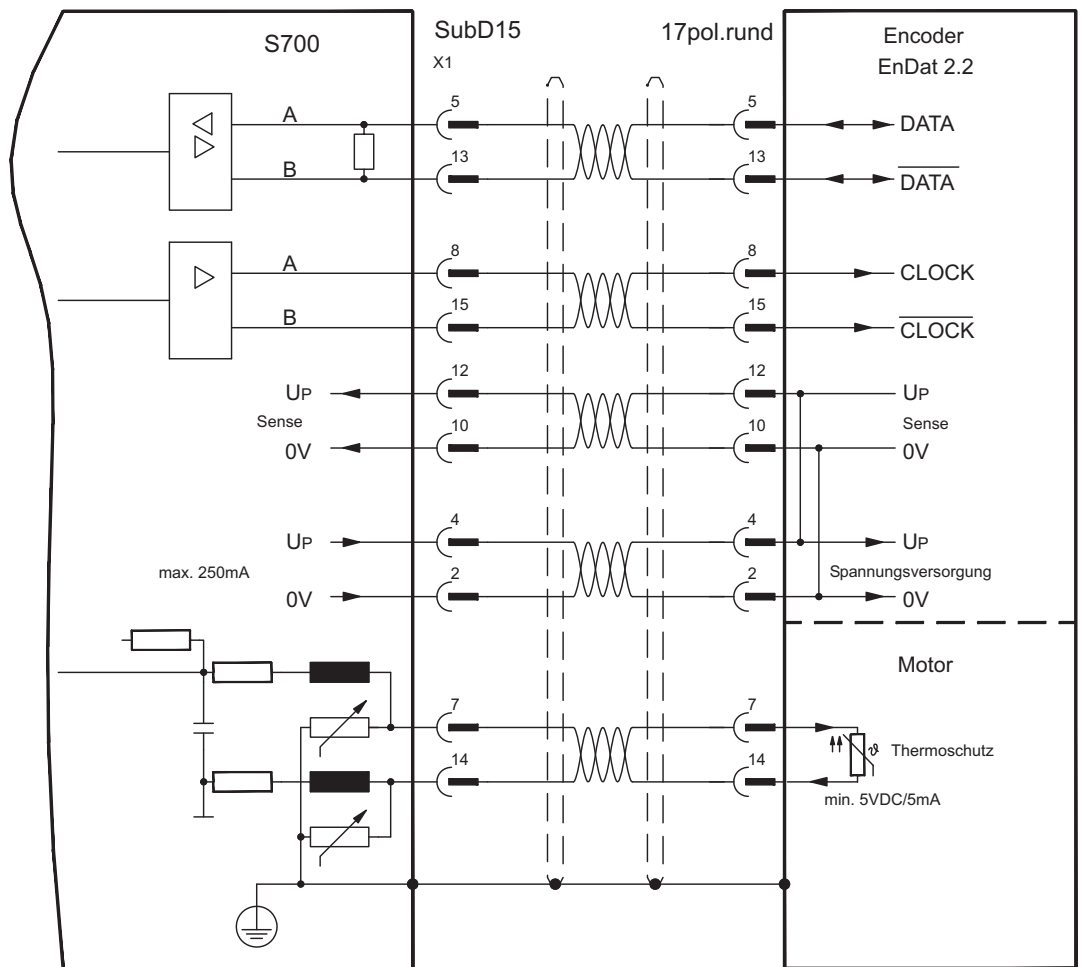 S700
SubD15
17pol.rund
Encoder
EnDat 2.2
X1
A
5
5
DATA
B
13
13
DATA
A
8
8
CLOCK
B
15
15
CLOCK
UP
12
12
UP
Sense
Sense
0V
10
10
0V
UP
4
4
UP
max. 250mA
Spannungsversorgung
0V
2
2
0V
Motor
7
7
ϑ
Thermoschutz
14
14
min. 5VDC/5mA